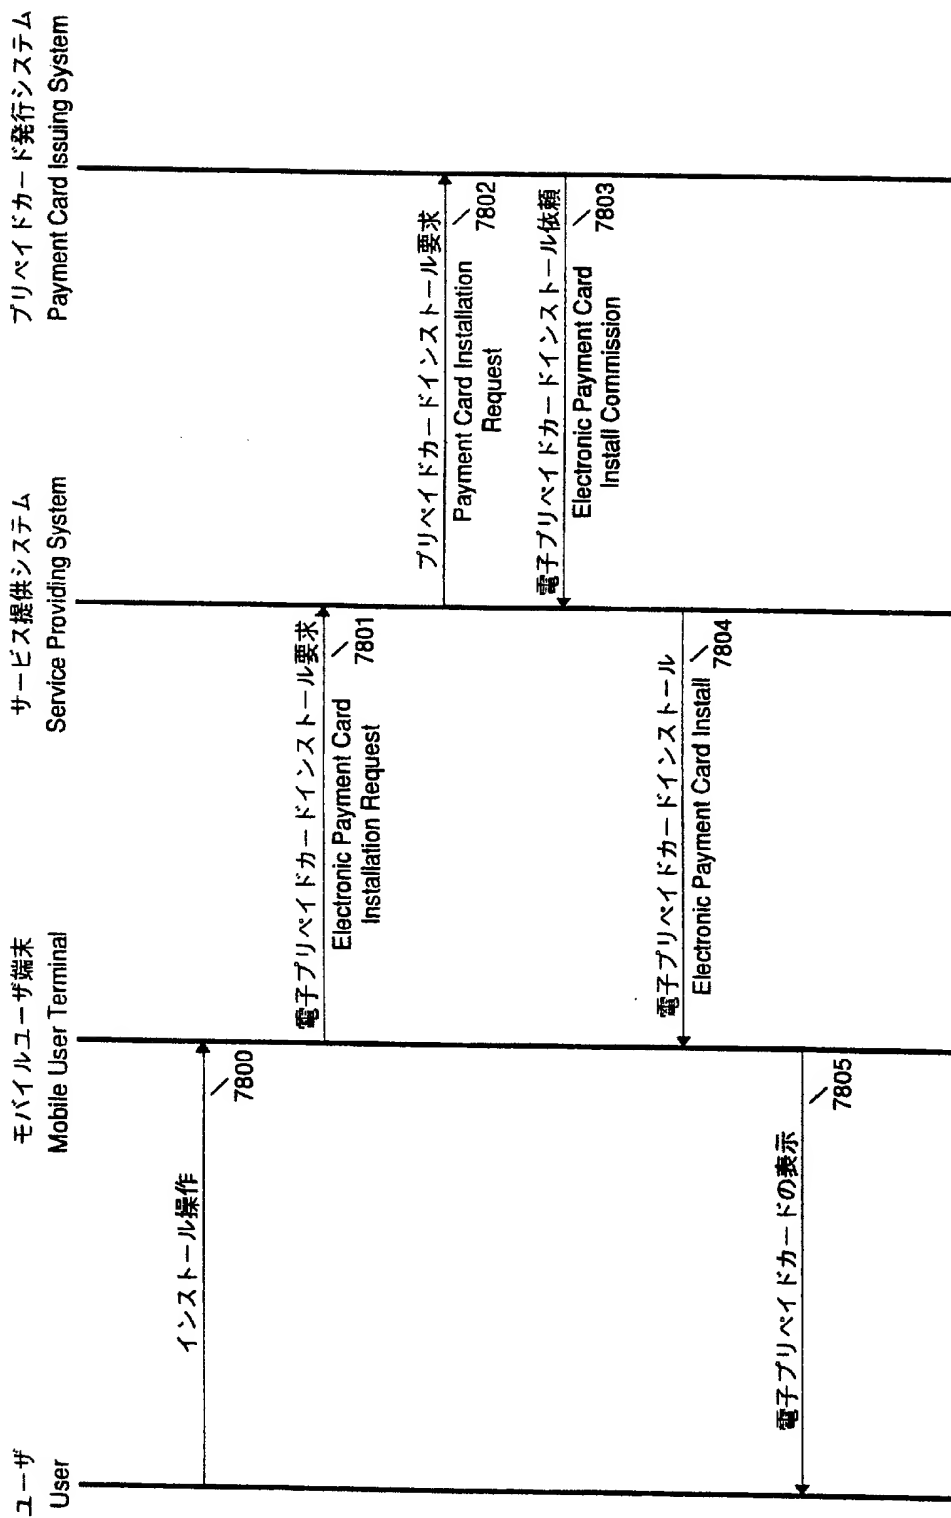 ユーザ
User
モバイルユーザ端末
Mobile User Terminal
サービス提供システム
Service Providing System
プリペイドカード発行システム
Payment Card Issuing System
インストール操作
7800
電子プリペイドカードインストール要求
7801
Electronic Payment Card
Installation Request
プリペイドカードインストール要求
7802
Payment Card Installation
Request
電子プリペイドカードインストール依頼
7803
Electronic Payment Card
Install Commission
電子プリペイドカードインストール
7804
Electronic Payment Card Install
電子プリペイドカードの表示
7805